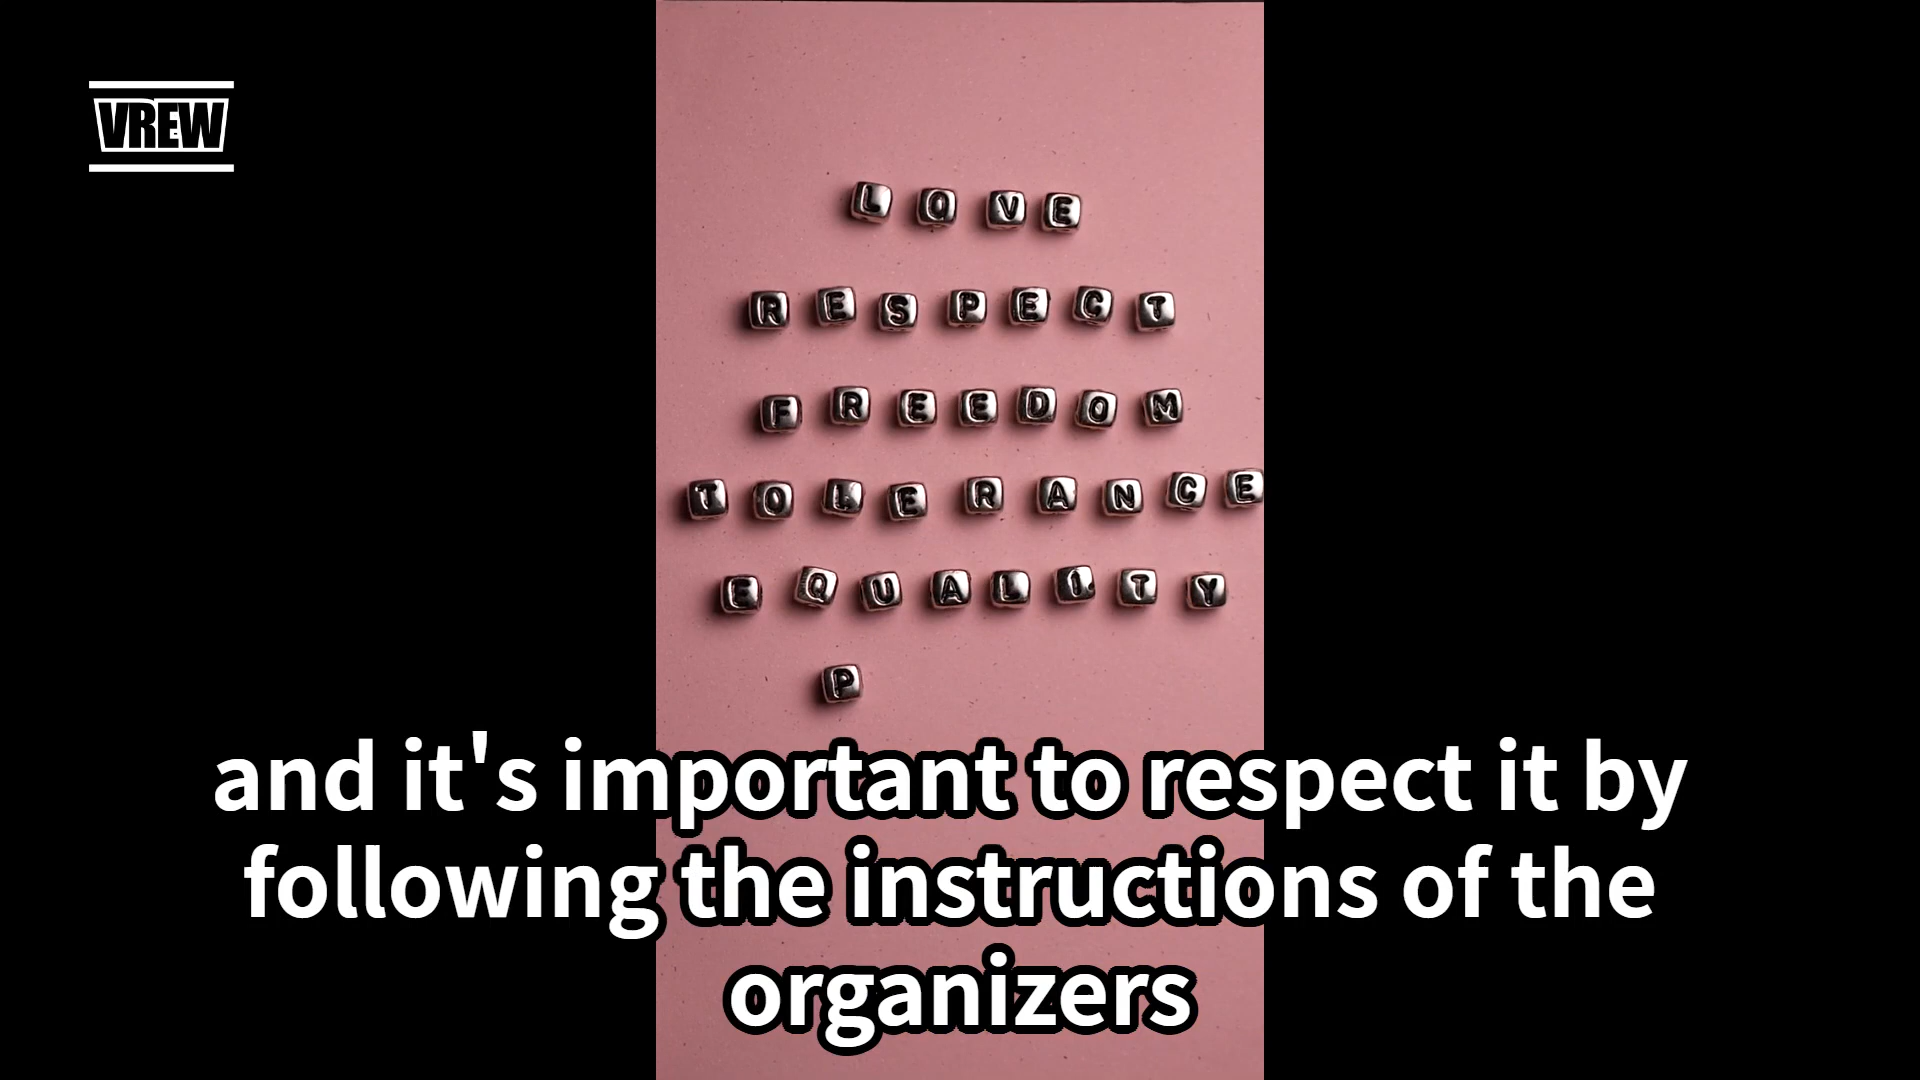 VREW
LOVE
RESPECT
FREEDOM
TOLERANCE
EQUALITY
P
and it's important to respect it by
following the instructions of the
organizers